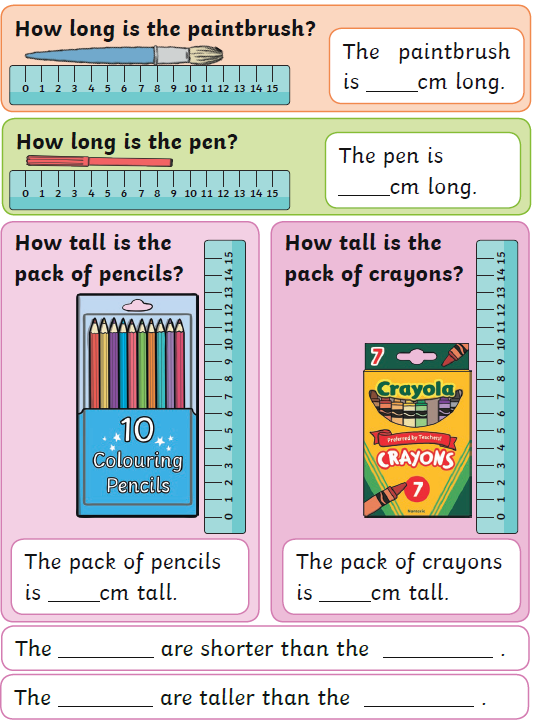 How long is the paintbrush?
0 1 2 3 4 5 6 7 8 9 10 11 12 13 14 15
The paintbrush
is _____cm long.
How long is the pen?
0 1 2 3 4 5 6 7 8 9 10 11 12 13 14 15
The pen is
_____cm long.
How tall is the
pack of pencils?
0 1 2 3 4 5 6 7 8 9 10 11 12 13 14 15
10
Colouring
Pencils
The pack of pencils
is _____cm tall.
How tall is the
pack of crayons?
0 1 2 3 4 5 6 7 8 9 10 11 12 13 14 15
7
Crayola
Preferred by Teachers!
CRAYONS
7
The pack of crayons
is _____cm tall.
The _________ are shorter than the __________ .
The _________ are taller than the __________ .